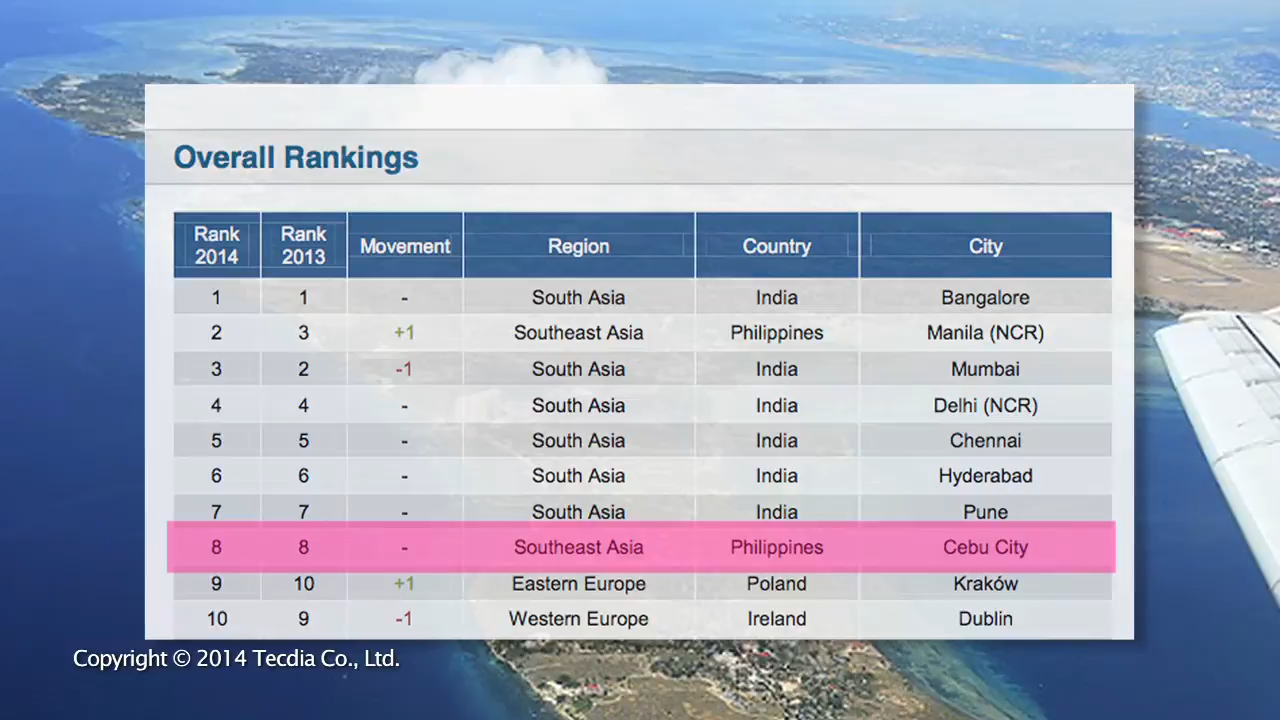 Overall Rankings
Rank 2014 Rank 2013 Movement Region Country City
1 1 - South Asia India Bangalore
2 3 +1 Southeast Asia Philippines Manila (NCR)
3 2 -1 South Asia India Mumbai
4 4 - South Asia India Delhi (NCR)
5 5 - South Asia India Chennai
6 6 - South Asia India Hyderabad
7 7 - South Asia India Pune
8 8 - Southeast Asia Philippines Cebu City
9 10 +1 Eastern Europe Poland Kraków
10 9 -1 Western Europe Ireland Dublin
Copyright © 2014 Tecdia Co., Ltd.